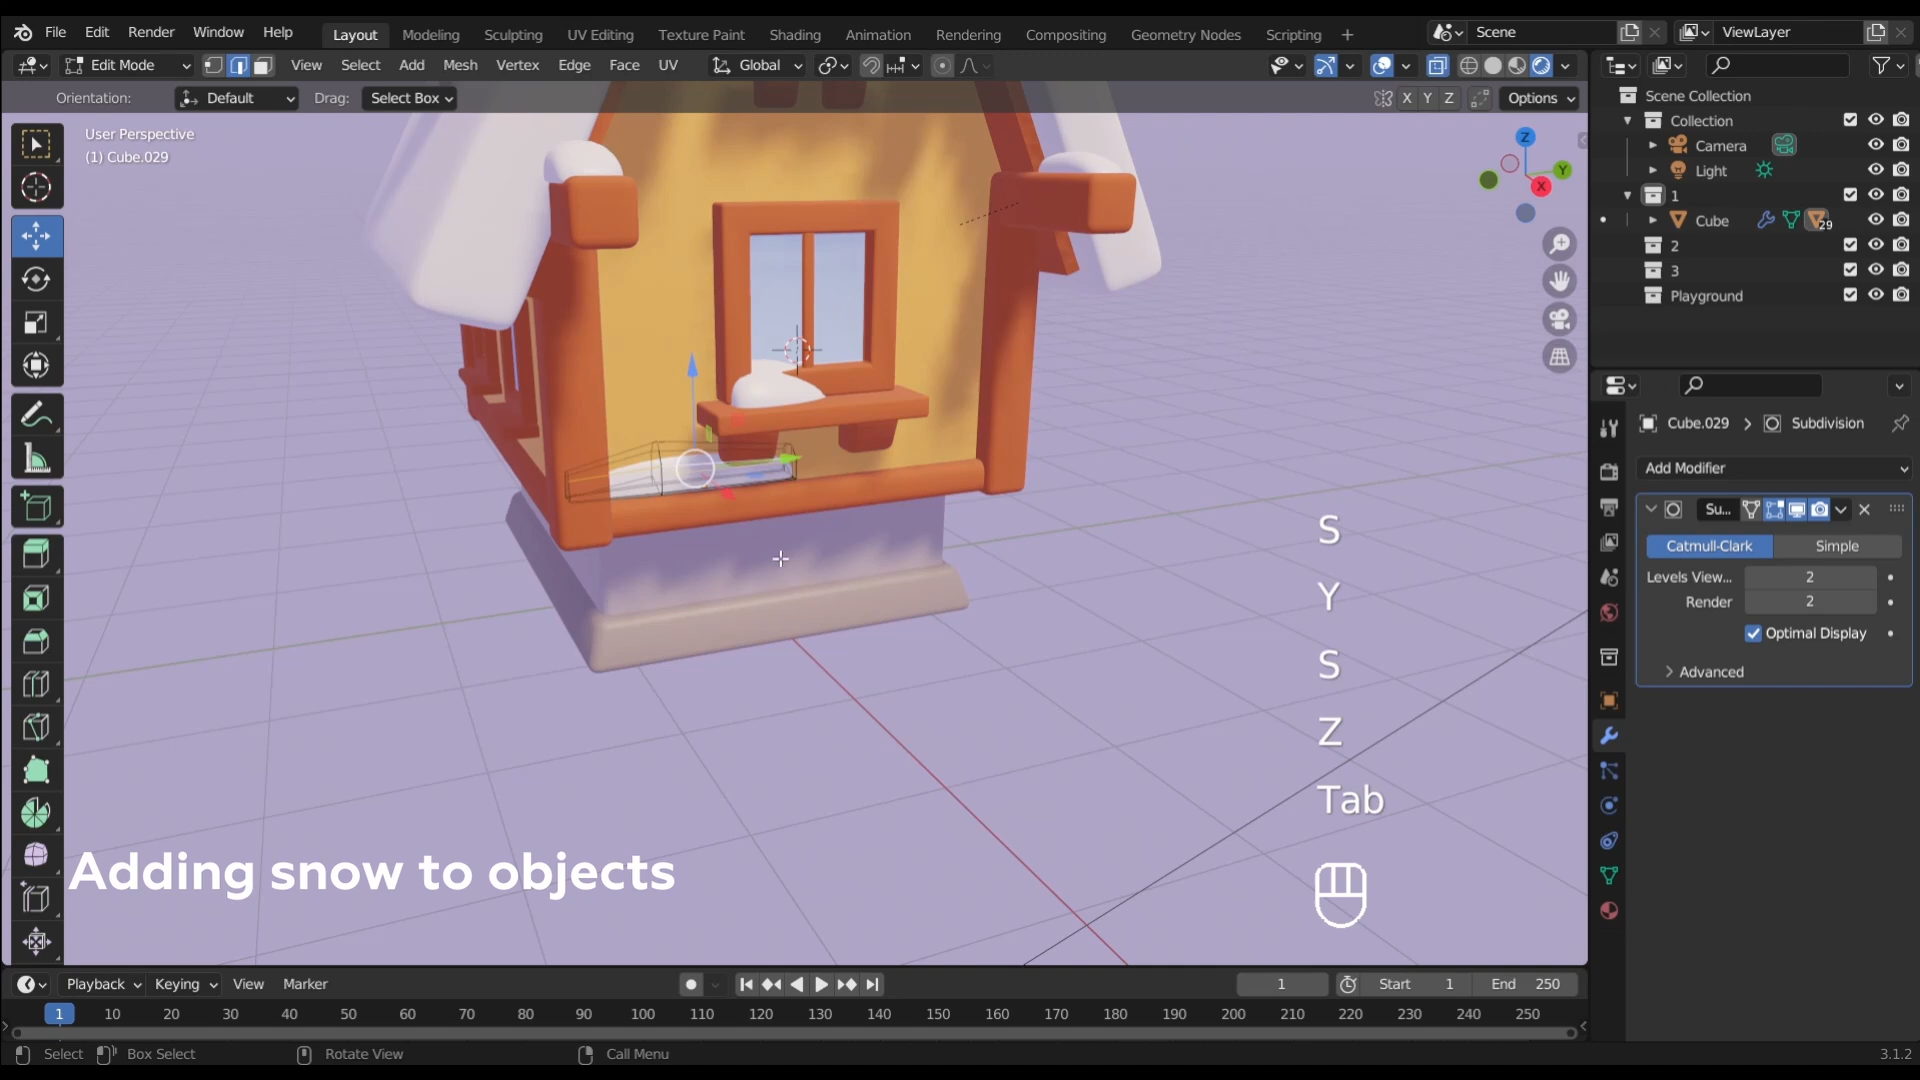 File Edit Render Window Help Layout Modeling Sculpting UV Editing Texture Paint Shading Animation Rendering Compositing Geometry Nodes Scripting + Scene ViewLayer
Edit Mode View Select Add Mesh Vertex Edge Face UV Global
Orientation: Default Drag: Select Box X Y Z Options
User Perspective
(1) Cube.029
Z
Y
X
Scene Collection
Collection
Camera
Light
1
Cube 29
2
3
Playground
Cube.029 > Subdivision
Add Modifier
Su...
Catmull-Clark Simple
Levels View... 2
Render 2
Optimal Display
Advanced
S
Y
S
Z
Tab
Adding snow to objects
Playback Keying View Marker 1 Start 1 End 250
1 10 20 30 40 50 60 70 80 90 100 110 120 130 140 150 160 170 180 190 200 210 220 230 240 250
Select Box Select Rotate View Call Menu 3.1.2